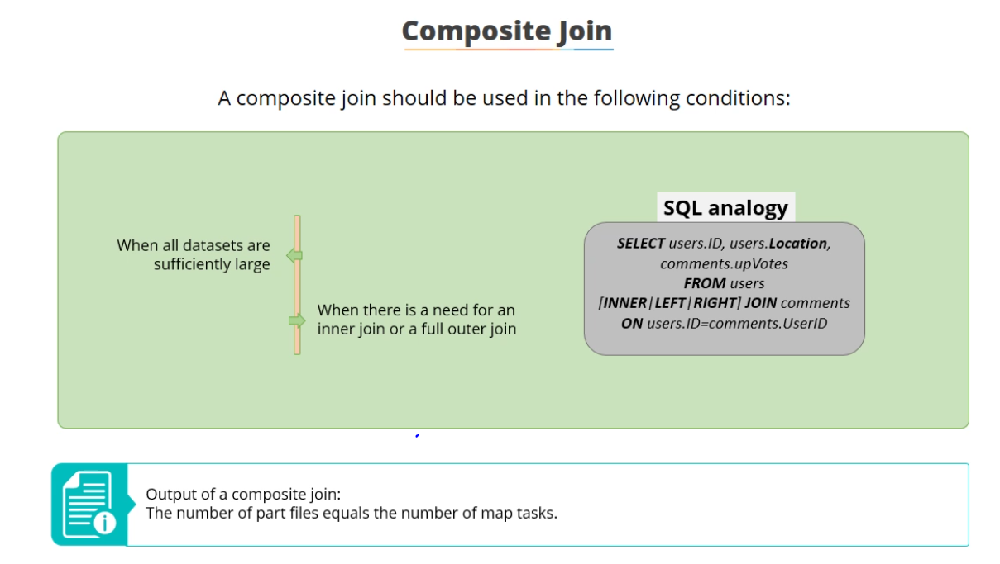 Composite Join
A composite join should be used in the following conditions:
When all datasets are
sufficiently large
When there is a need for an
inner join or a full outer join
SQL analogy
SELECT users.ID, users.Location,
comments.upVotes
FROM users
[INNER|LEFT|RIGHT] JOIN comments
ON users.ID=comments.UserID
Output of a composite join:
The number of part files equals the number of map tasks.